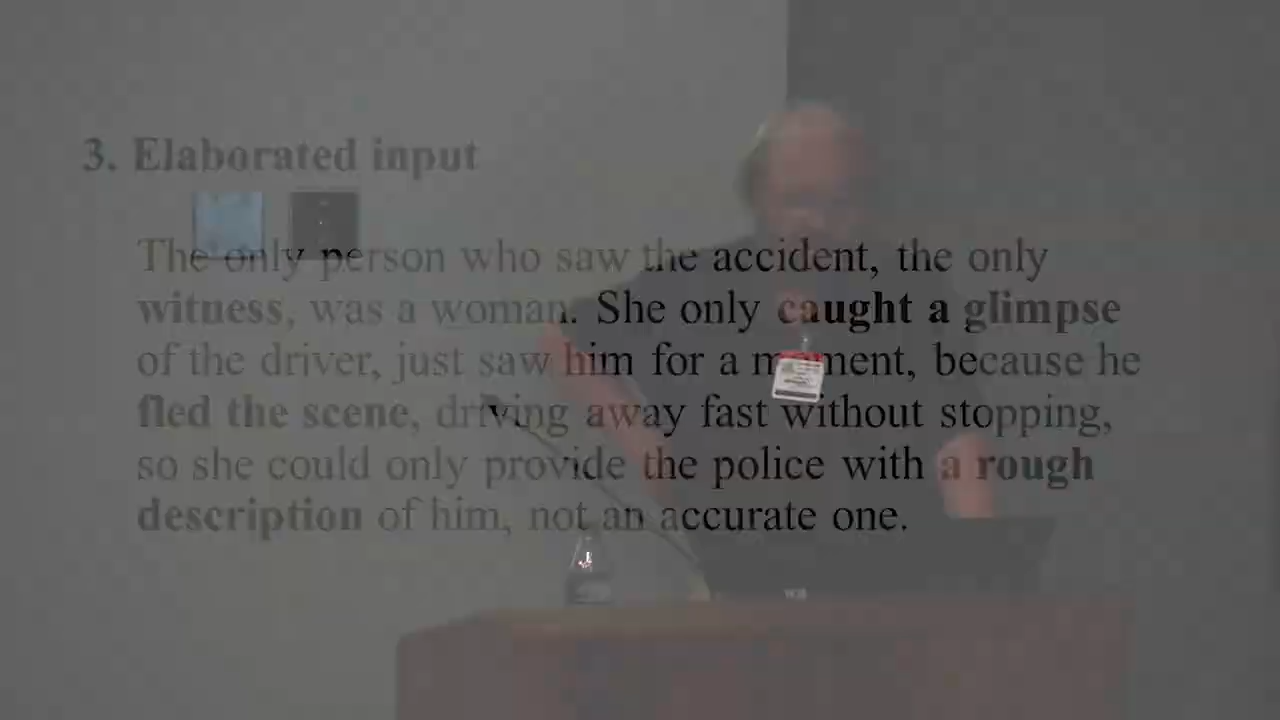 3. Elaborated input
The only person who saw the accident, the only
witness, was a woman. She only caught a glimpse
of the driver, just saw him for a moment, because he
fled the scene, driving away fast without stopping,
so she could only provide the police with a rough
description of him, not an accurate one.